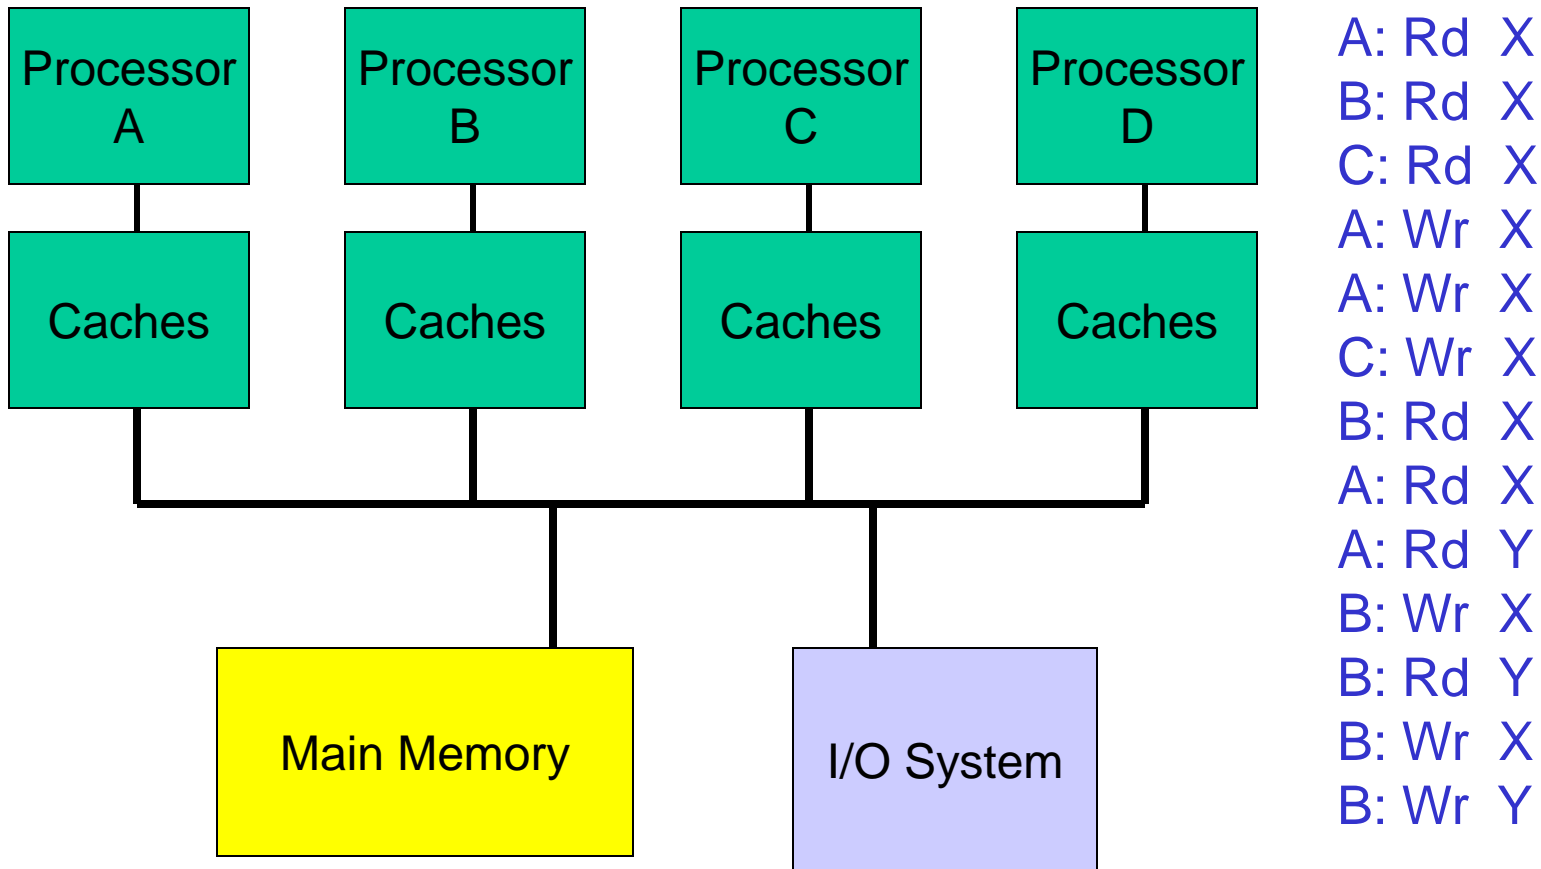 Processor
A
Processor
B
Processor
C
Processor
D
Caches
Caches
Caches
Caches
Main Memory
I/O System
A: Rd X
B: Rd X
C: Rd X
A: Wr X
A: Wr X
C: Wr X
B: Rd X
A: Rd X
A: Rd Y
B: Wr X
B: Rd Y
B: Wr X
B: Wr Y